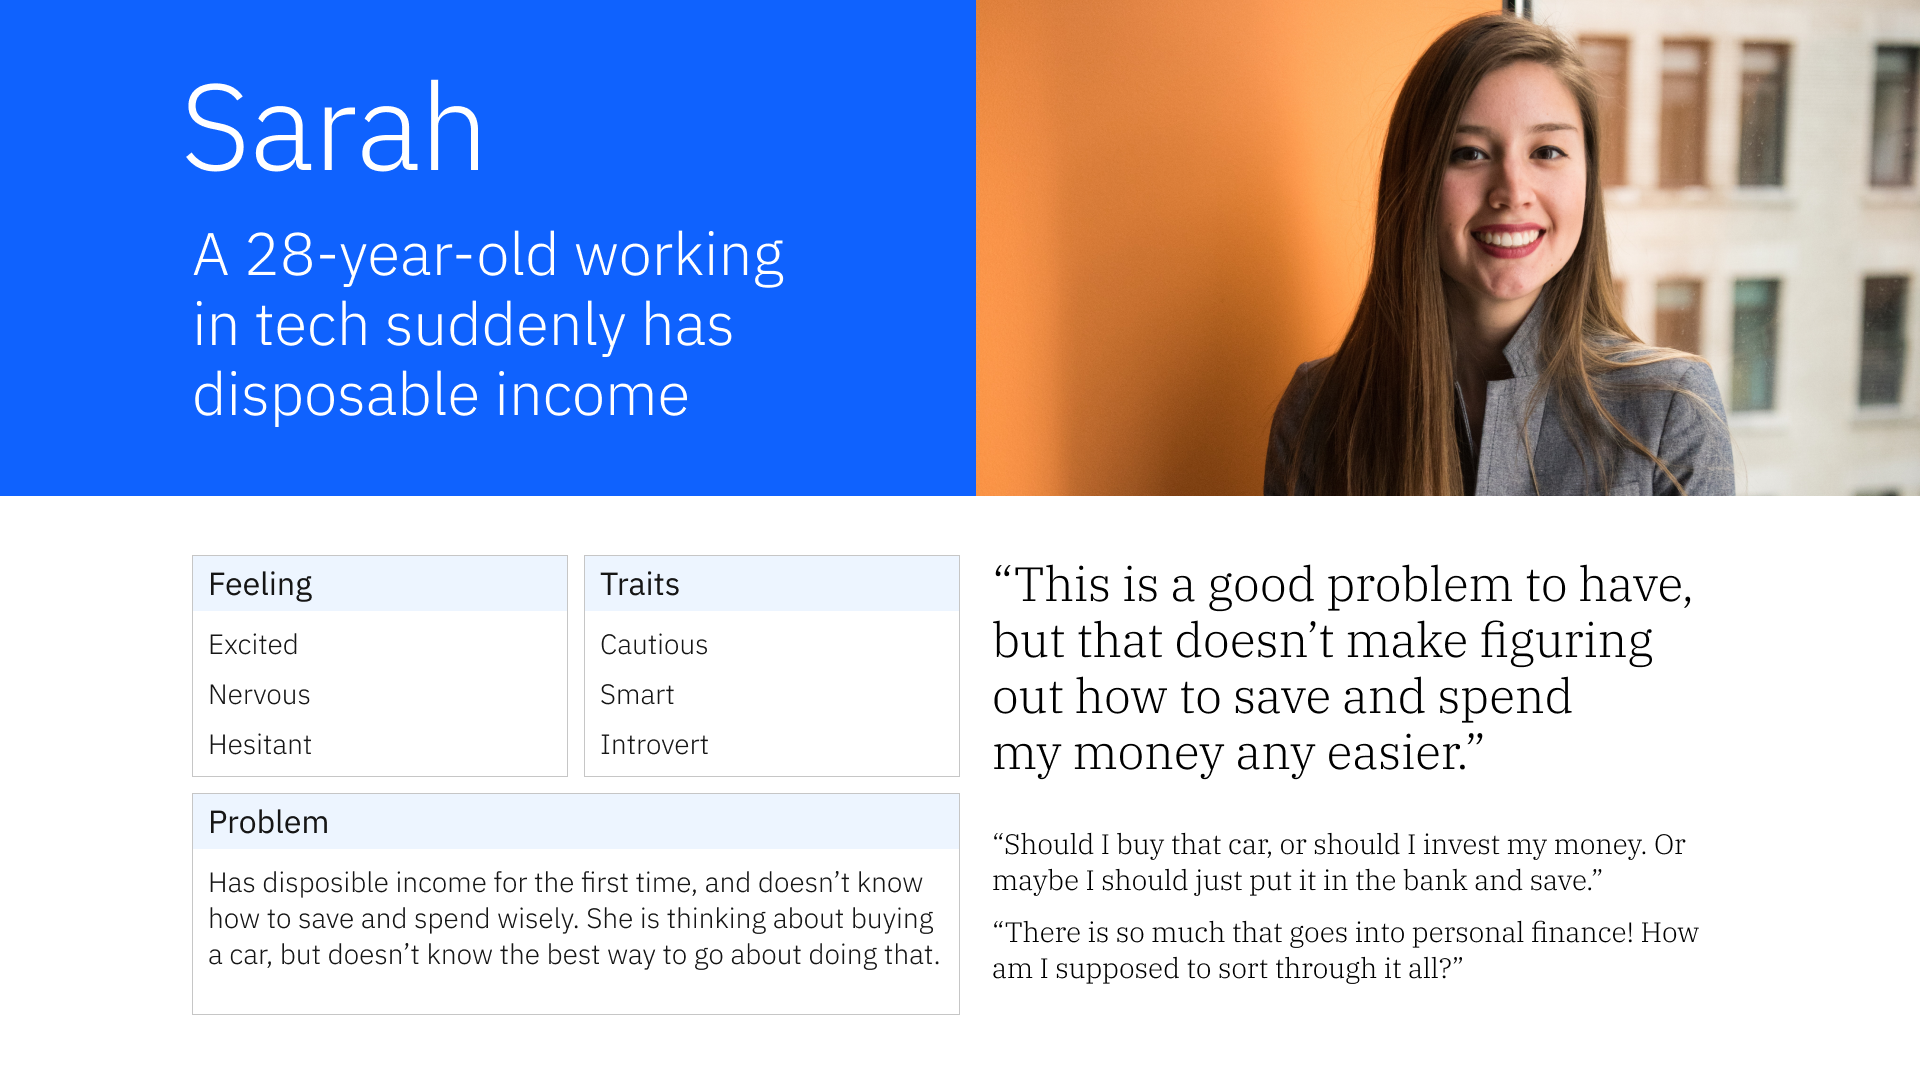 Sarah
A 28-year-old working
in tech suddenly has
disposable income
Feeling
Excited
Nervous
Hesitant
Traits
Cautious
Smart
Introvert
Problem
Has disposible income for the first time, and doesn’t know
how to save and spend wisely. She is thinking about buying
a car, but doesn’t know the best way to go about doing that.
“This is a good problem to have,
but that doesn’t make figuring
out how to save and spend
my money any easier.”
“Should I buy that car, or should I invest my money. Or
maybe I should just put it in the bank and save.”
“There is so much that goes into personal finance! How
am I supposed to sort through it all?”